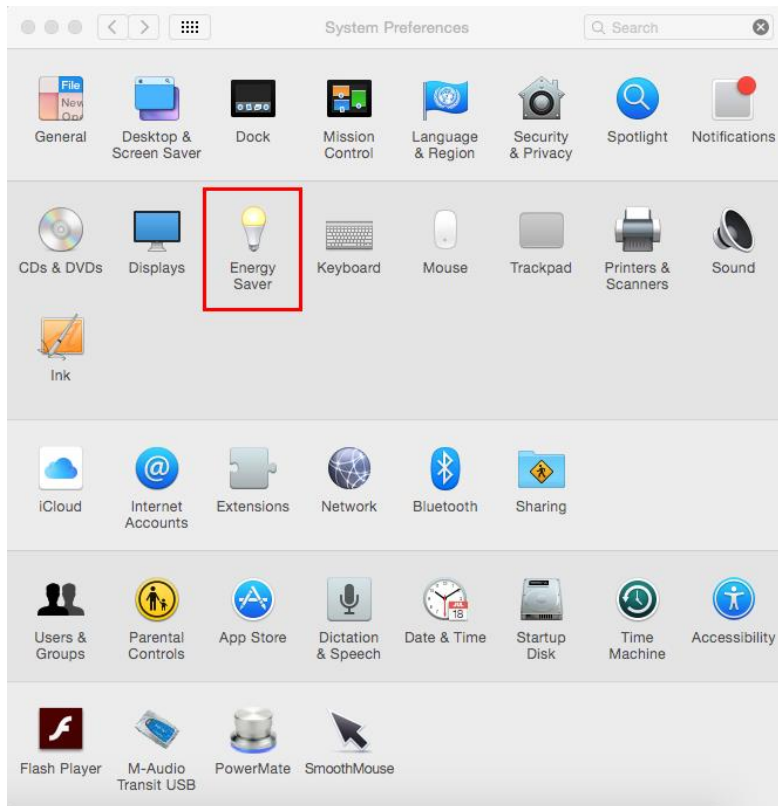 System Preferences
Search
File
New
Ope
General
Desktop &
Screen Saver
Dock
Mission
Control
Language
& Region
Security
& Privacy
Spotlight
Notifications
CDs & DVDs
Displays
Energy
Saver
Keyboard
Mouse
Trackpad
Printers &
Scanners
Sound
Ink
iCloud
@
Internet
Accounts
Extensions
Network
Bluetooth
Sharing
Users &
Groups
Parental
Controls
App Store
Dictation
& Speech
JUL
18
Date & Time
Startup
Disk
Time
Machine
Accessibility
Flash Player
M-Audio
Transit USB
PowerMate
SmoothMouse